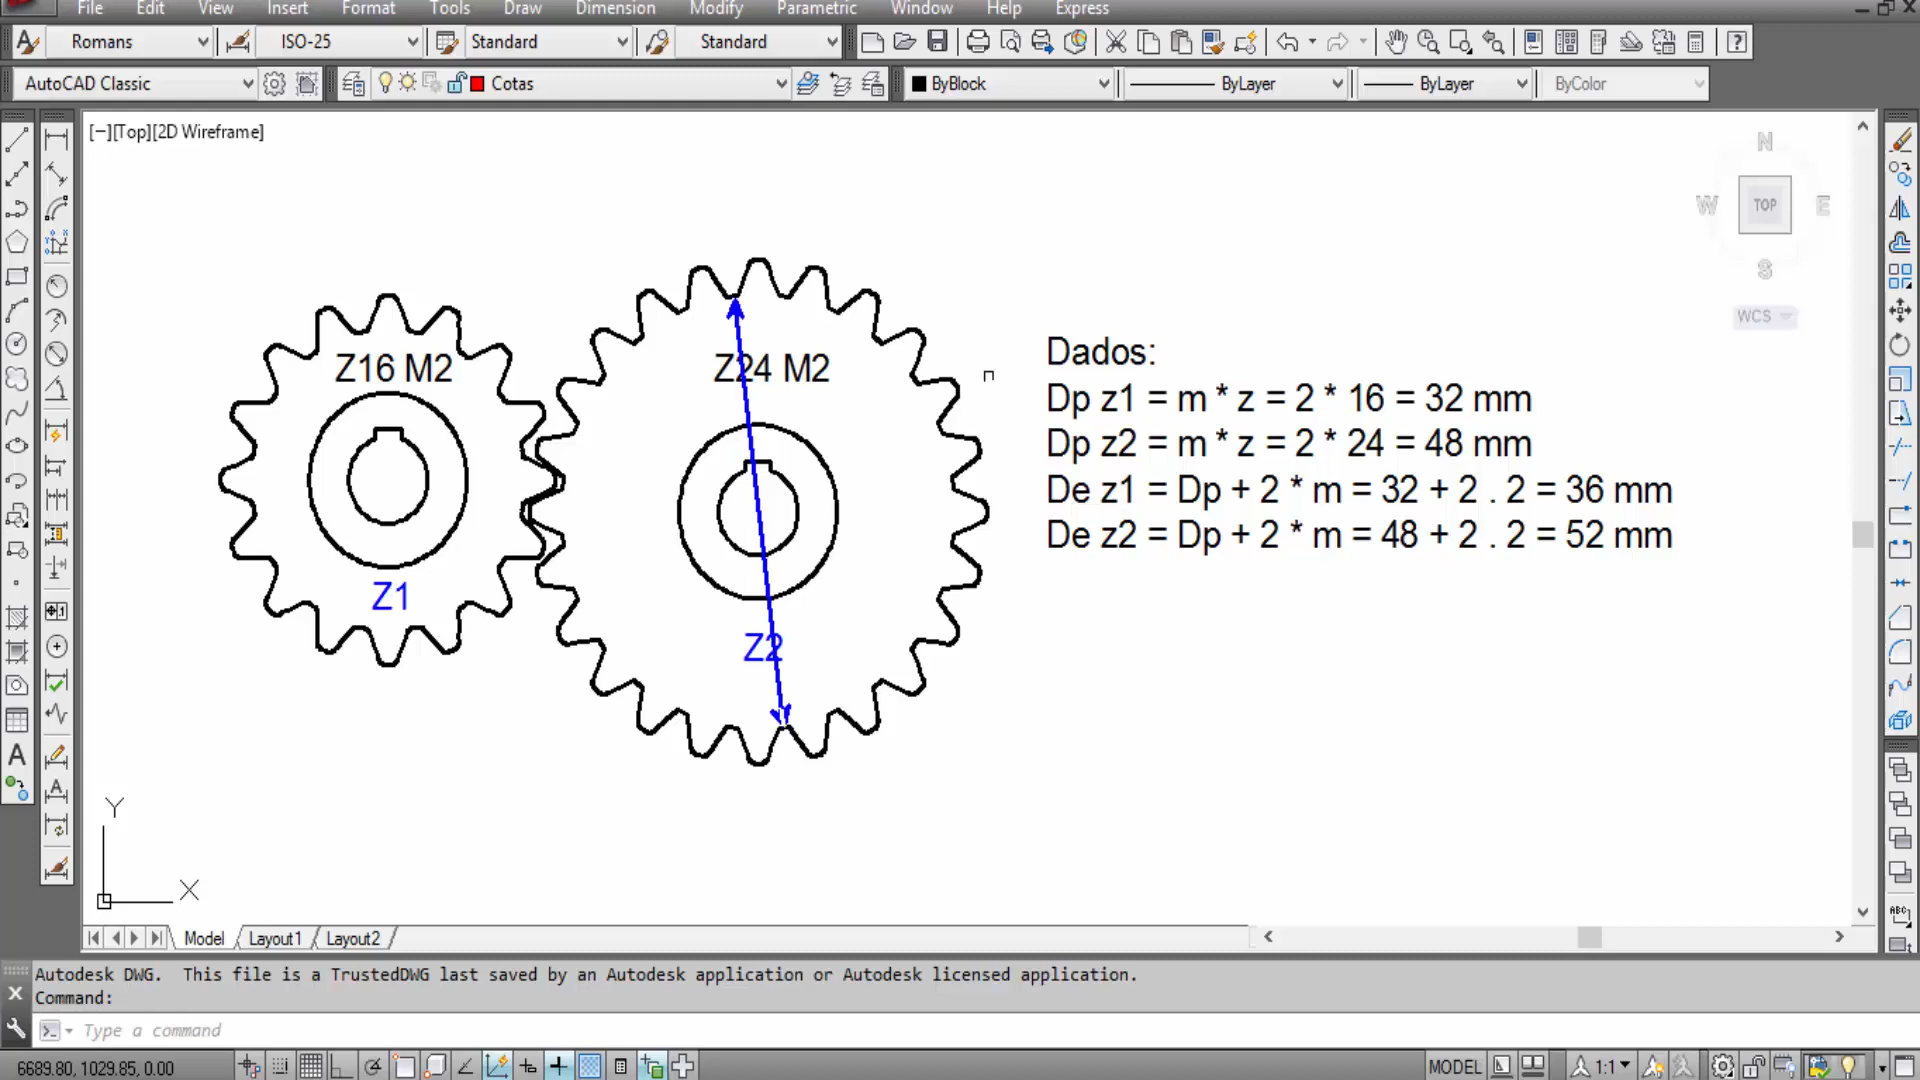 File Edit View Insert Format Tools Draw Dimension Modify Parametric Window Help Express
Romans ISO-25 Standard Standard
AutoCAD Classic Cotas ByBlock ByLayer ByLayer ByColor
[−][Top][2D Wireframe]
N
W TOP E
S
WCS
Z16 M2
Z1
Z24 M2
Z2
Dados:
Dp z1 = m * z = 2 * 16 = 32 mm
Dp z2 = m * z = 2 * 24 = 48 mm
De z1 = Dp + 2 * m = 32 + 2 . 2 = 36 mm
De z2 = Dp + 2 * m = 48 + 2 . 2 = 52 mm
Y
X
Model Layout1 Layout2
Autodesk DWG. This file is a TrustedDWG last saved by an Autodesk application or Autodesk licensed application.
Command:
Type a command
6689.80, 1029.85, 0.00 MODEL 1:1